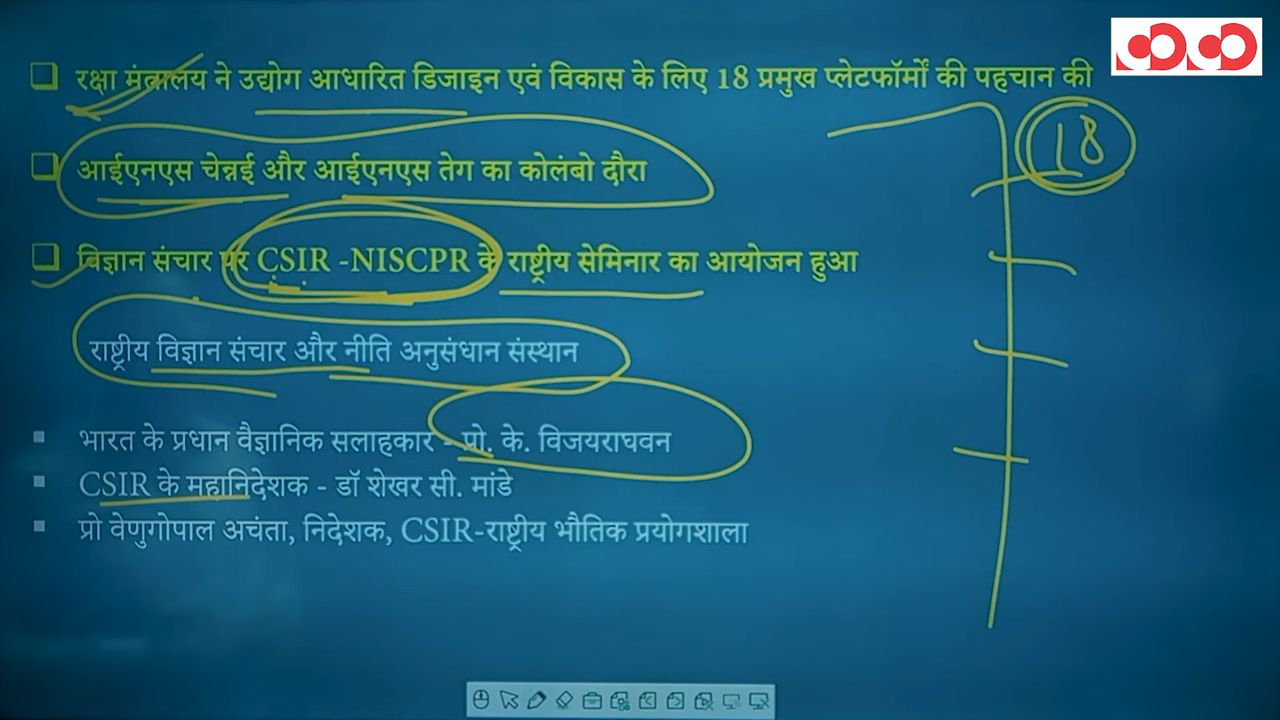 रक्षा मंत्रालय ने उद्योग आधारित डिजाइन एवं विकास के लिए 18 प्रमुख प्लेटफॉर्मों की पहचान की
18
आईएनएस चेन्नई और आईएनएस तेग का कोलंबो दौरा
विज्ञान संचार पर CSIR -NISCPR के राष्ट्रीय सेमिनार का आयोजन हुआ
राष्ट्रीय विज्ञान संचार और नीति अनुसंधान संस्थान
भारत के प्रधान वैज्ञानिक सलाहकार - प्रो. के. विजयराघवन
CSIR के महानिदेशक - डॉ शेखर सी. मांडे
प्रो वेणुगोपाल अचंता, निदेशक, CSIR-राष्ट्रीय भौतिक प्रयोगशाला